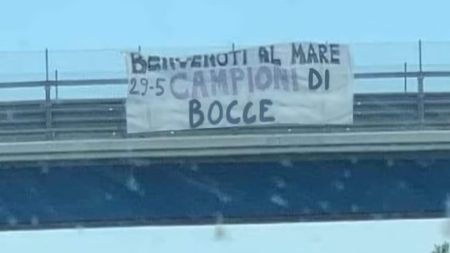 BENVENUTI AL MARE
29-5 CAMPIONI DI
BOCCE